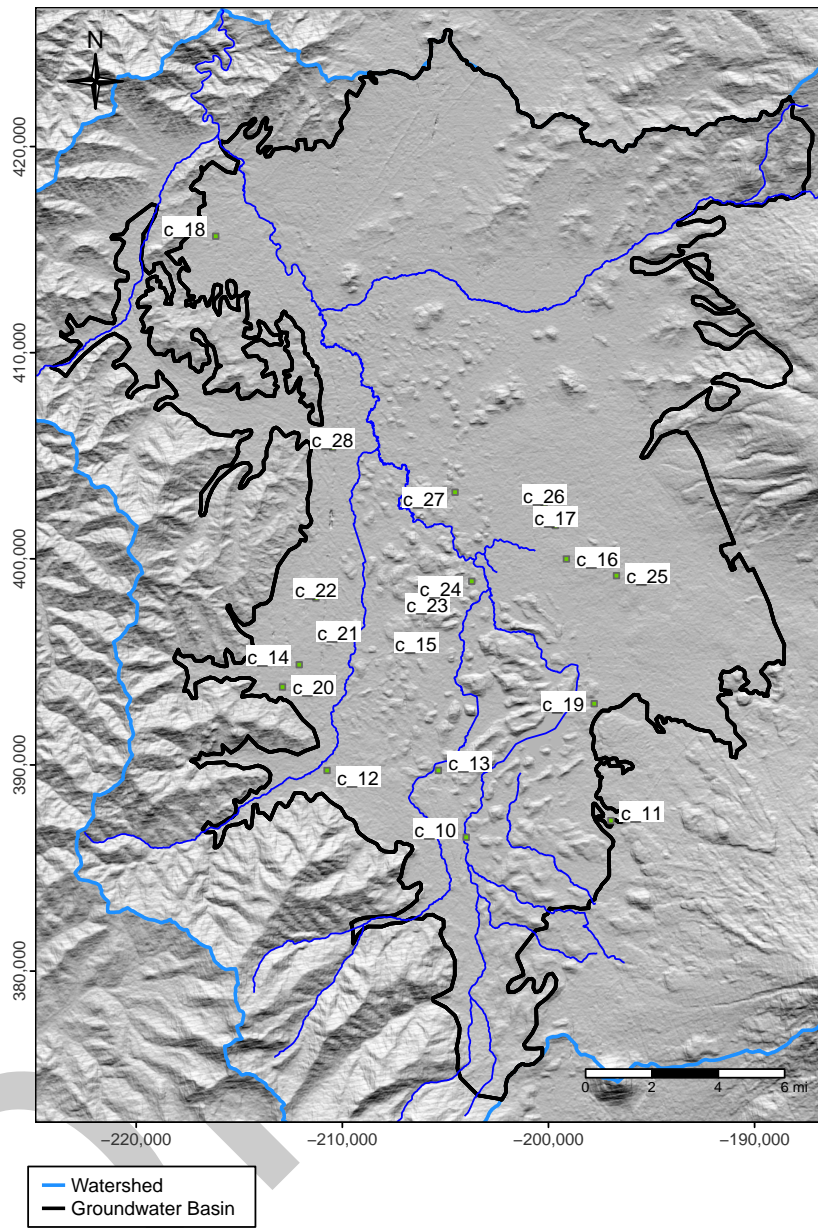 N
420,000
410,000
400,000
390,000
380,000
c_18
c_28
c_26
c_27
c_17
c_16
c_25
c_22
c_24
c_23
c_21
c_15
c_14
c_20
c_19
c_12
c_13
c_11
c_10
0 2 4 6 mi
−220,000 −210,000 −200,000 −190,000
Watershed
Groundwater Basin